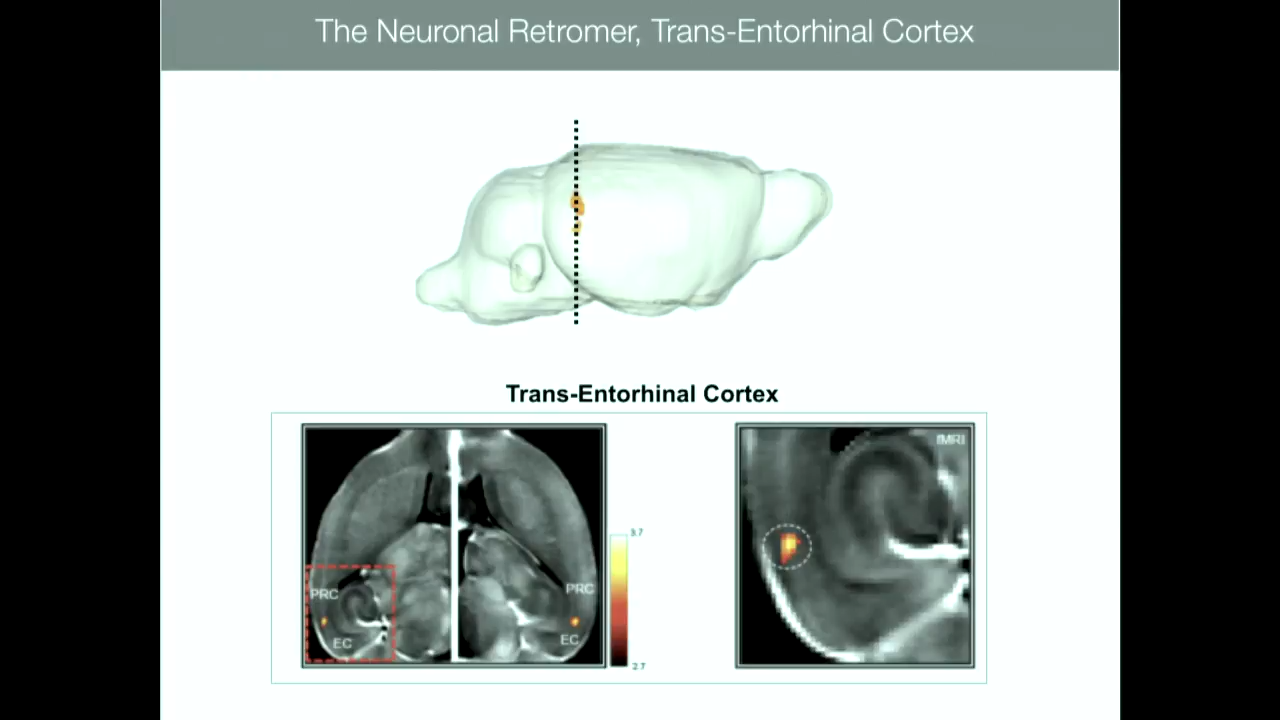 The Neuronal Retromer, Trans-Entorhinal Cortex
Trans-Entorhinal Cortex
fMRI
3.7
PRC
PRC
EC
EC
2.7